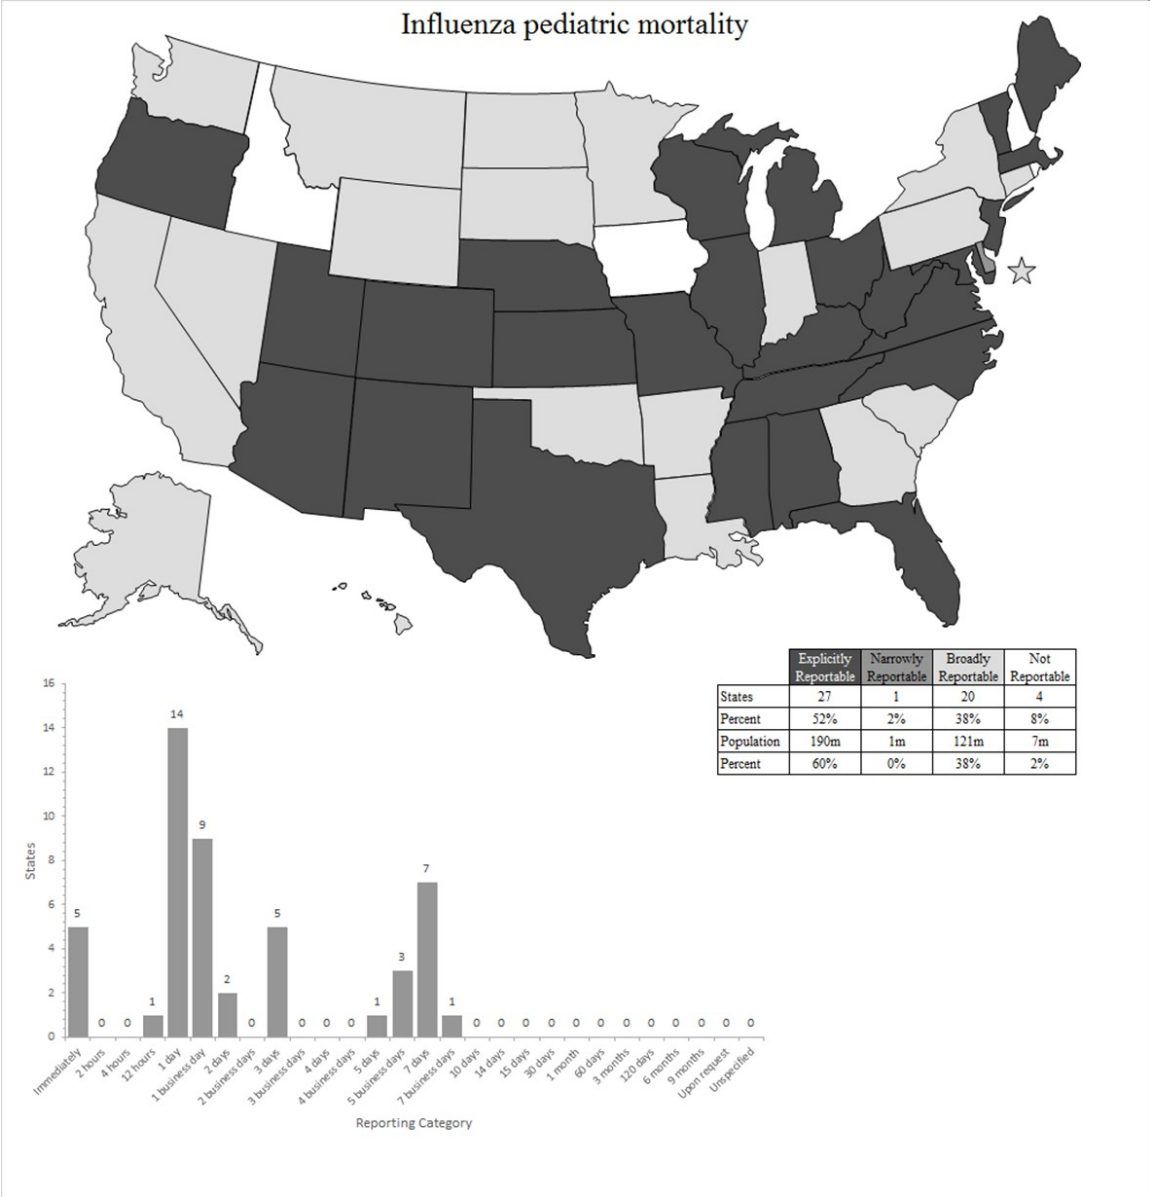 Influenza pediatric mortality
Explicitly Narrowly Broadly Not
Reportable Reportable Reportable Reportable
States 27 1 20 4
Percent 52% 2% 38% 8%
Population 190m 1m 121m 7m
Percent 60% 0% 38% 2%
16
14
12
10
8
6
4
2
0
States
5 0 0 1 14 9 2 0 5 0 0 0 1 3 7 1 0 0 0 0 0 0 0 0 0 0 0 0
Immediately
2 hours
4 hours
12 hours
1 day
1 business day
2 days
2 business days
3 days
3 business days
4 days
4 business days
5 days
5 business days
7 days
7 business days
10 days
14 days
15 days
30 days
1 month
60 days
3 months
120 days
6 months
9 months
Upon request
Unspecified
Reporting Category